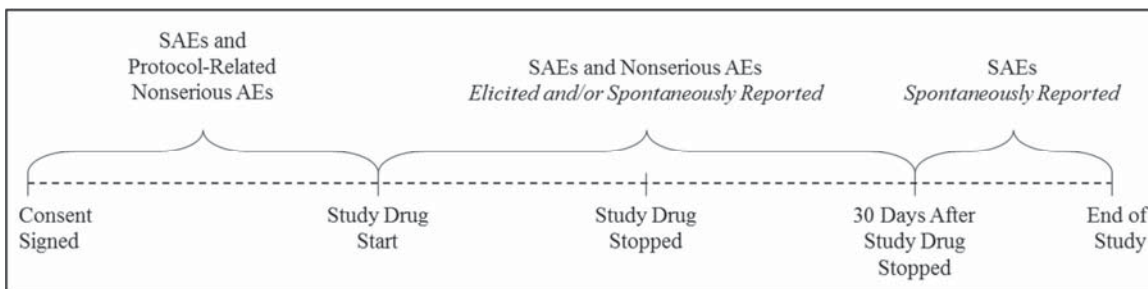 SAEs and
Protocol-Related
Nonserious AEs
SAEs and Nonserious AEs
Elicited and/or Spontaneously Reported
SAEs
Spontaneously Reported
Consent
Signed
Study Drug
Start
Study Drug
Stopped
30 Days After
Study Drug
Stopped
End of
Study